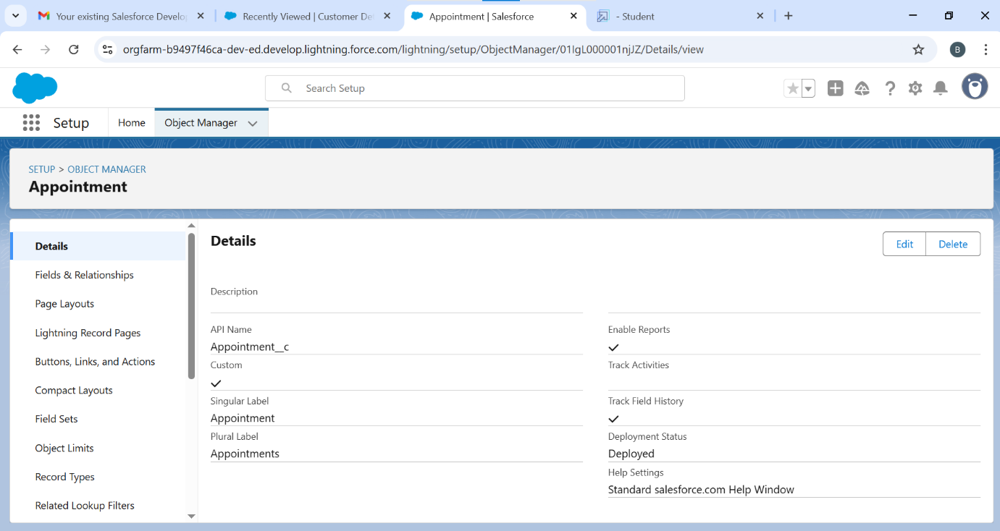 Your existing Salesforce Develo
Recently Viewed | Customer De
Appointment | Salesforce
- Student
orgfarm-b9497f46ca-dev-ed.develop.lightning.force.com/lightning/setup/ObjectManager/01IgL000001njJZ/Details/view
B
Search Setup
Setup
Home
Object Manager
SETUP > OBJECT MANAGER
Appointment
Details
Fields & Relationships
Page Layouts
Lightning Record Pages
Buttons, Links, and Actions
Compact Layouts
Field Sets
Object Limits
Record Types
Related Lookup Filters
Details
Edit
Delete
Description
API Name
Appointment__c
Custom
Singular Label
Appointment
Plural Label
Appointments
Enable Reports
Track Activities
Track Field History
Deployment Status
Deployed
Help Settings
Standard salesforce.com Help Window